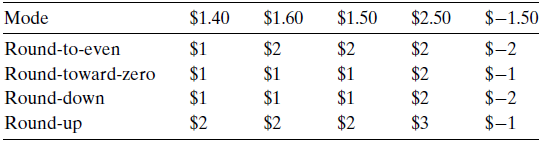 Mode $1.40 $1.60 $1.50 $2.50 $–1.50
Round-to-even $1 $2 $2 $2 $–2
Round-toward-zero $1 $1 $1 $2 $–1
Round-down $1 $1 $1 $2 $–2
Round-up $2 $2 $2 $3 $–1